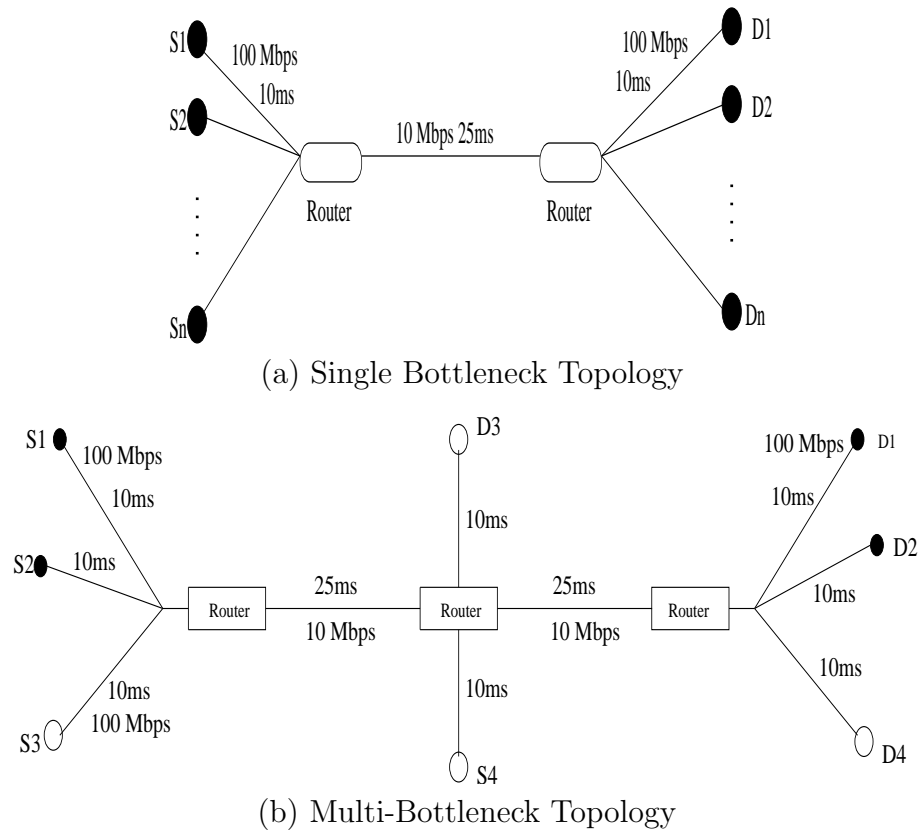 S1
100 Mbps
10ms
S2
Sn
Router
10 Mbps 25ms
Router
100 Mbps
10ms
D1
D2
Dn
(a) Single Bottleneck Topology
S1
100 Mbps
10ms
S2
10ms
10ms
100 Mbps
S3
Router
25ms
10 Mbps
D3
10ms
Router
10ms
S4
25ms
10 Mbps
Router
100 Mbps
D1
10ms
D2
10ms
10ms
D4
(b) Multi-Bottleneck Topology